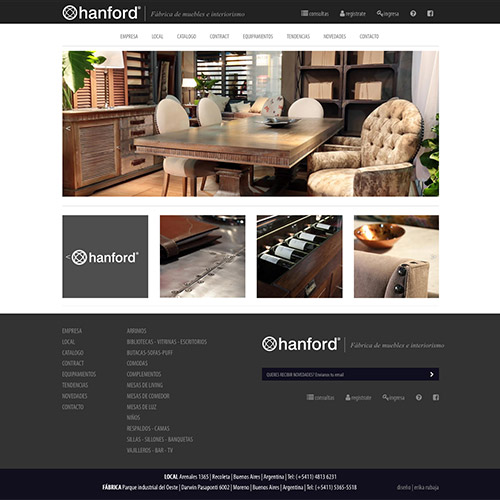 hanford® Fábrica de muebles e interiorismo
consultas registrate ingresa
EMPRESA LOCAL CATALOGO CONTRACT EQUIPAMIENTOS TENDENCIAS NOVEDADES CONTACTO
<
< hanford®
EMPRESA
LOCAL
CATALOGO
CONTRACT
EQUIPAMIENTOS
TENDENCIAS
NOVEDADES
CONTACTO
ARRIMOS
BIBLIOTECAS - VITRINAS - ESCRITORIOS
BUTACAS-SOFAS-PUFF
COMODAS
COMPLEMENTOS
MESAS DE LIVING
MESAS DE COMEDOR
MESAS DE LUZ
NIÑOS
RESPALDOS - CAMAS
SILLAS - SILLONES - BANQUETAS
VAJILLEROS - BAR - TV
hanford® Fábrica de muebles e interiorismo
QUERES RECIBIR NOVEDADES? Envianos tu email
consultas registrate ingresa
LOCAL Arenales 1365 | Recoleta | Buenos Aires | Argentina | Tel: (+5411) 4813 6231
FÁBRICA Parque industrial del Oeste | Darwin Pasaponti 6002 | Moreno | Buenos Aires | Argentina | Tel: (+5411) 5365-5518
diseño | mika rubaja